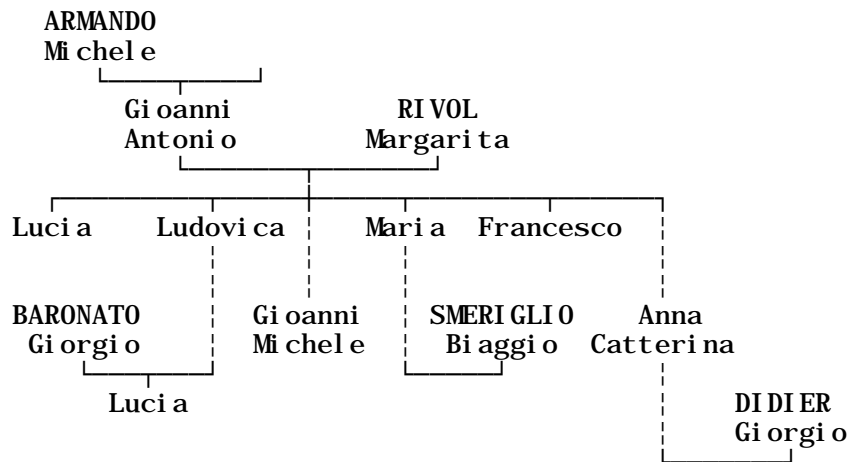 ARMANDO
Michele
Gioanni RIVOL
Antonio Margarita
Lucia Ludovica Maria Francesco
BARONATO Gioanni SMERIGLIO Anna
Giorgio Michele Biaggio Catterina
Lucia DIDIER
Giorgio